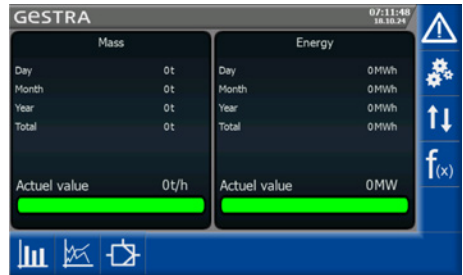 GESTRA
07:11:48
18.10.24
Mass
Day 0t
Month 0t
Year 0t
Total 0t
Actuel value 0t/h
Energy
Day 0MWh
Month 0MWh
Year 0MWh
Total 0MWh
Actuel value 0MW
f(x)